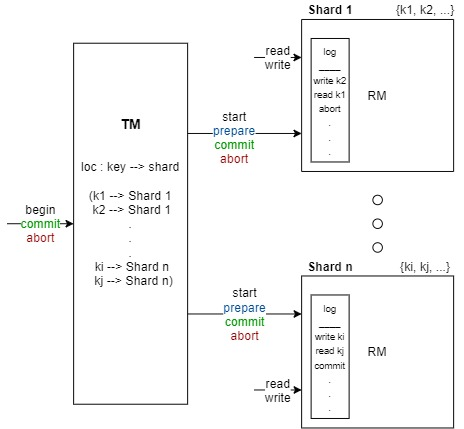 Shard 1 {k1, k2, ...}
read
write
log
____
write k2
read k1
abort
.
.
.
RM
TM
loc : key --> shard
(k1 --> Shard 1
k2 --> Shard 1
.
.
.
ki --> Shard n
kj --> Shard n)
begin
commit
abort
start
prepare
commit
abort
Shard n {ki, kj, ...}
start
prepare
commit
abort
log
____
write ki
read kj
commit
.
.
.
RM
read
write